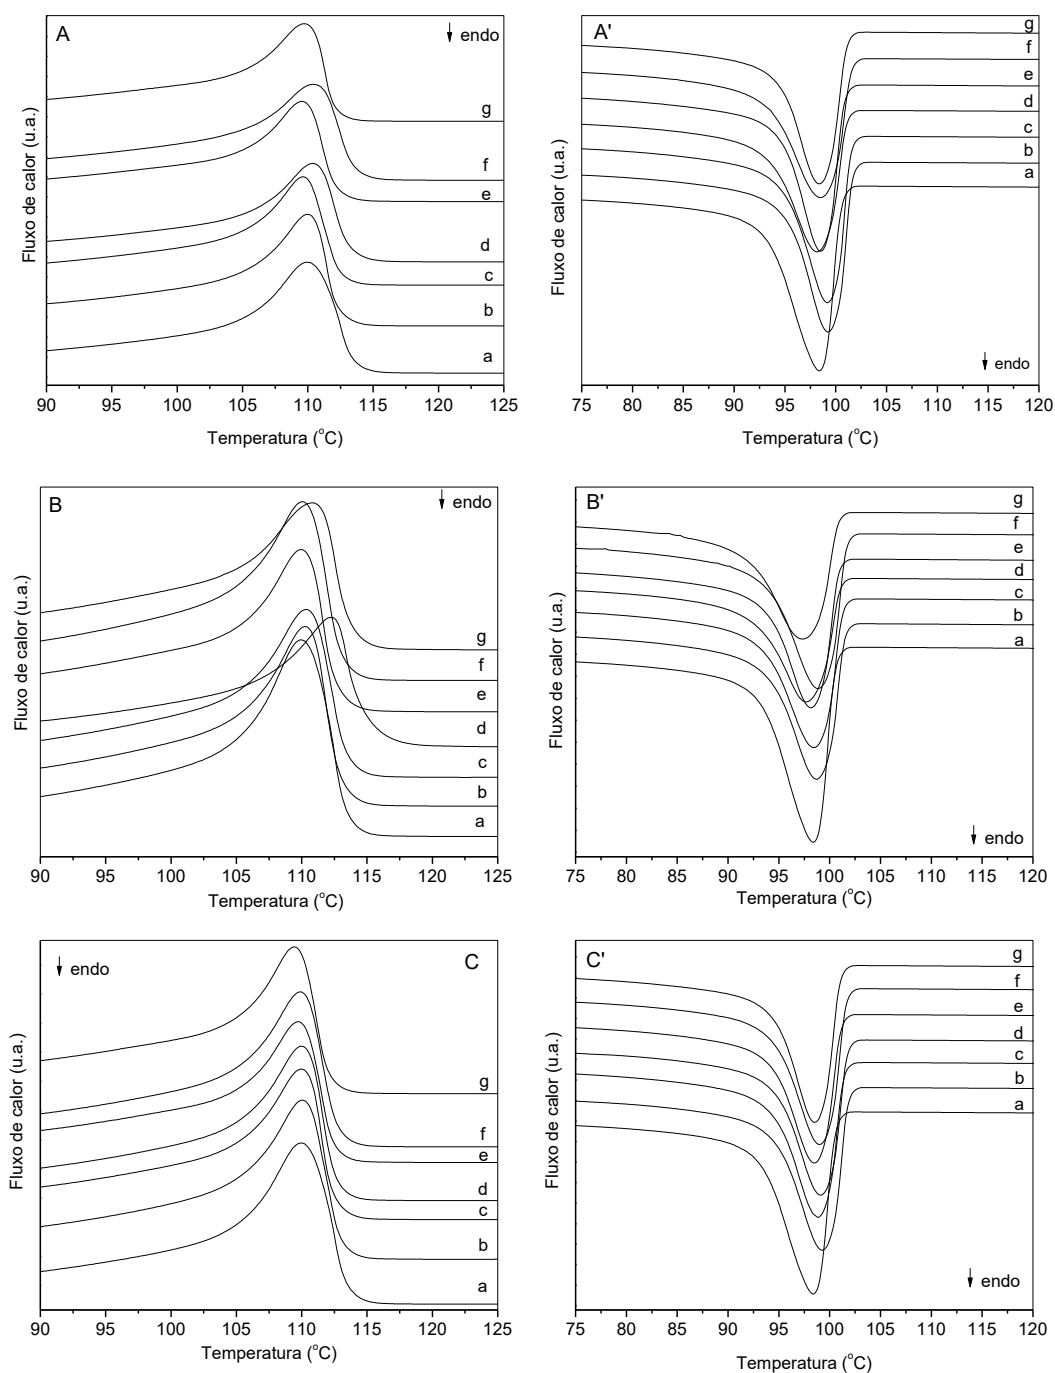 A
endo
g
f
e
d
c
b
a
Fluxo de calor (u.a.)
90 95 100 105 110 115 120 125
Temperatura (°C)
A'
g
f
e
d
c
b
a
Fluxo de calor (u.a.)
endo
75 80 85 90 95 100 105 110 115 120
Temperatura (°C)
B
endo
g
f
e
d
c
b
a
Fluxo de calor (u.a.)
90 95 100 105 110 115 120 125
Temperatura (°C)
B'
g
f
e
d
c
b
a
Fluxo de calor (u.a.)
endo
75 80 85 90 95 100 105 110 115 120
Temperatura (°C)
endo
C
g
f
e
d
c
b
a
Fluxo de calor (u.a.)
90 95 100 105 110 115 120 125
Temperatura (°C)
C'
g
f
e
d
c
b
a
Fluxo de calor (u.a.)
endo
75 80 85 90 95 100 105 110 115 120
Temperatura (°C)